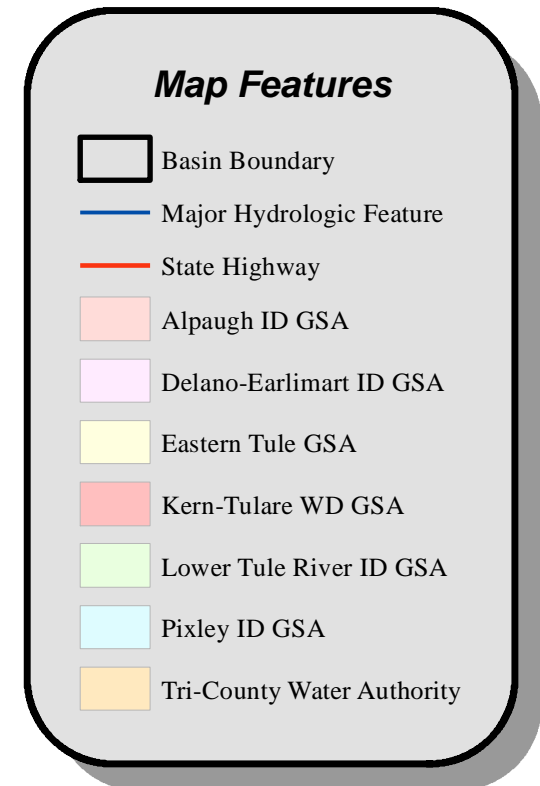 Map Features
Basin Boundary
Major Hydrologic Feature
State Highway
Alpaugh ID GSA
Delano-Earlimart ID GSA
Eastern Tule GSA
Kern-Tulare WD GSA
Lower Tule River ID GSA
Pixley ID GSA
Tri-County Water Authority